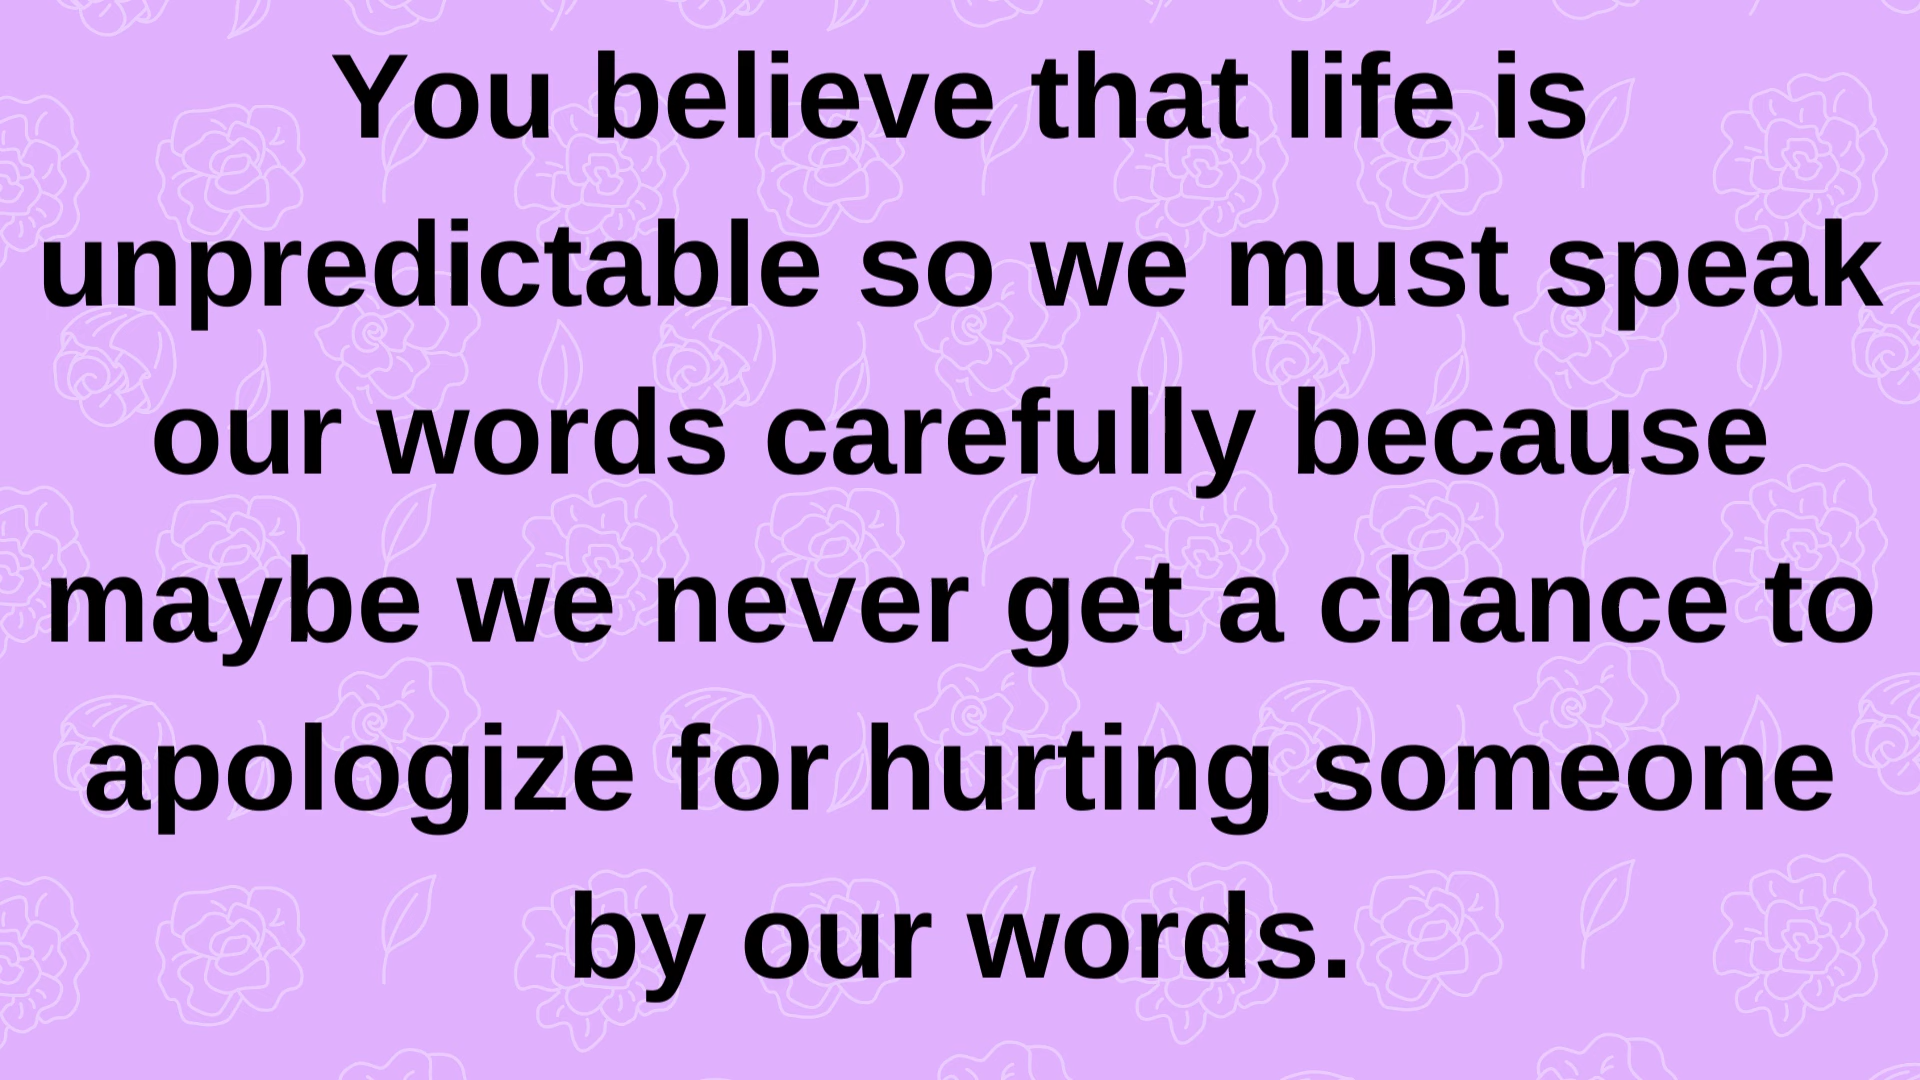 You believe that life is
unpredictable so we must speak
our words carefully because
maybe we never get a chance to
apologize for hurting someone
by our words.